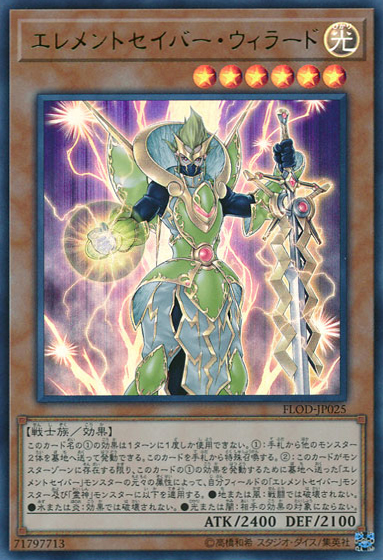 エレメントセイバー・ウィラード
光
FLOD-JP025
【戦士族／効果】
このカード名の①の効果は1ターンに1度しか使用できない。①：手札から他のモンスター
2体を墓地へ送って発動できる。このカードを手札から特殊召喚する。②：このカードが
モンスターゾーンに存在する限り、このカードの①の効果を発動するために墓地へ送った「エレメ
ントセイバー」モンスターの元々の属性によって、自分フィールドの「エレメントセイバー」モン
スター及び「霊神」モンスターに以下を適用する。●地または風：戦闘では破壊されない。
●水または炎：効果では破壊されない。●光または闇：相手の効果の対象にならない。
ATK/2400 DEF/2100
71797713
©高橋和希 スタジオ・ダイス/集英社